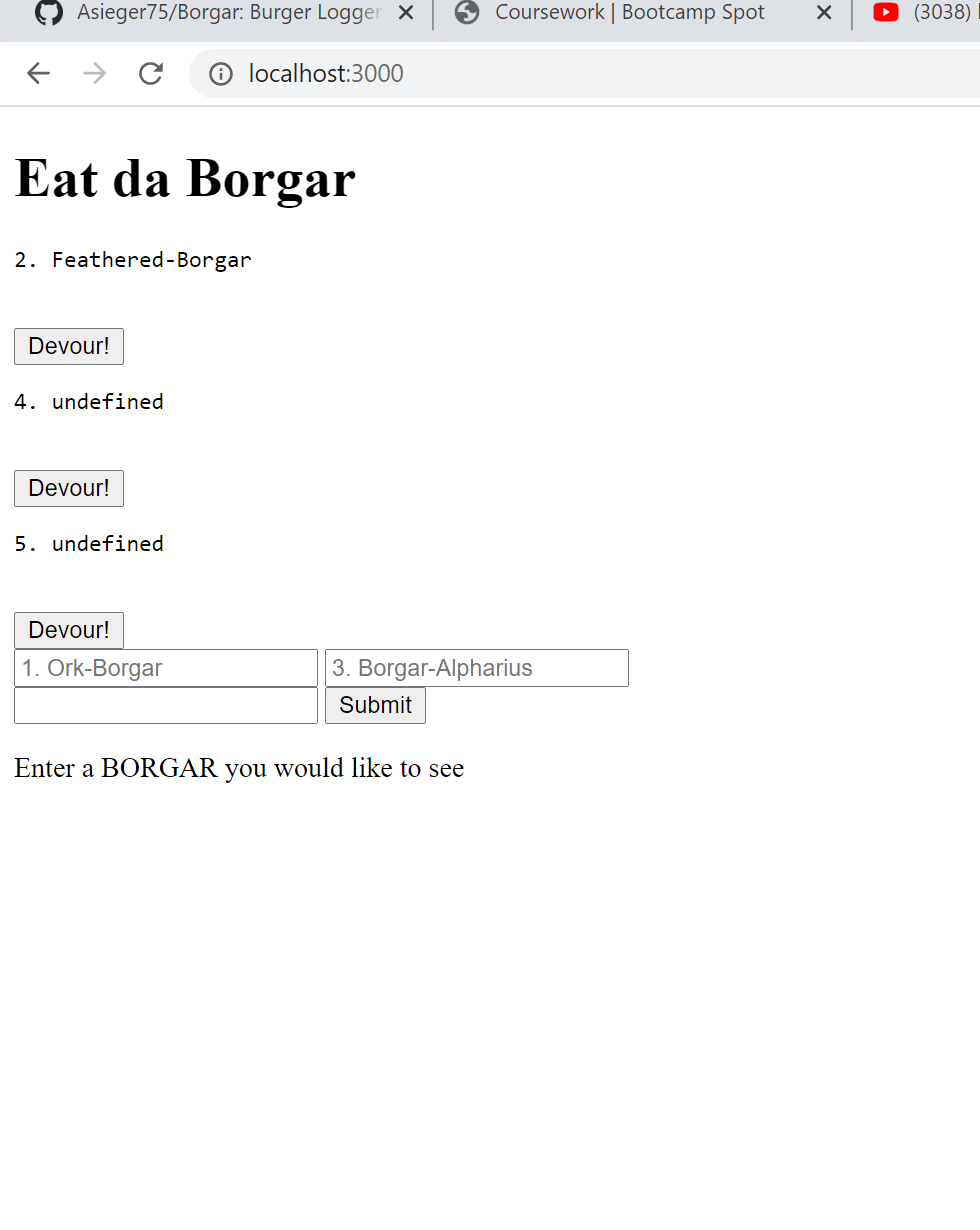 Asieger75/Borgar: Burger Logger
Coursework | Bootcamp Spot
(3038)
localhost:3000
Eat da Borgar
2. Feathered-Borgar
Devour!
4. undefined
Devour!
5. undefined
Devour!
1. Ork-Borgar 3. Borgar-Alpharius
Submit
Enter a BORGAR you would like to see